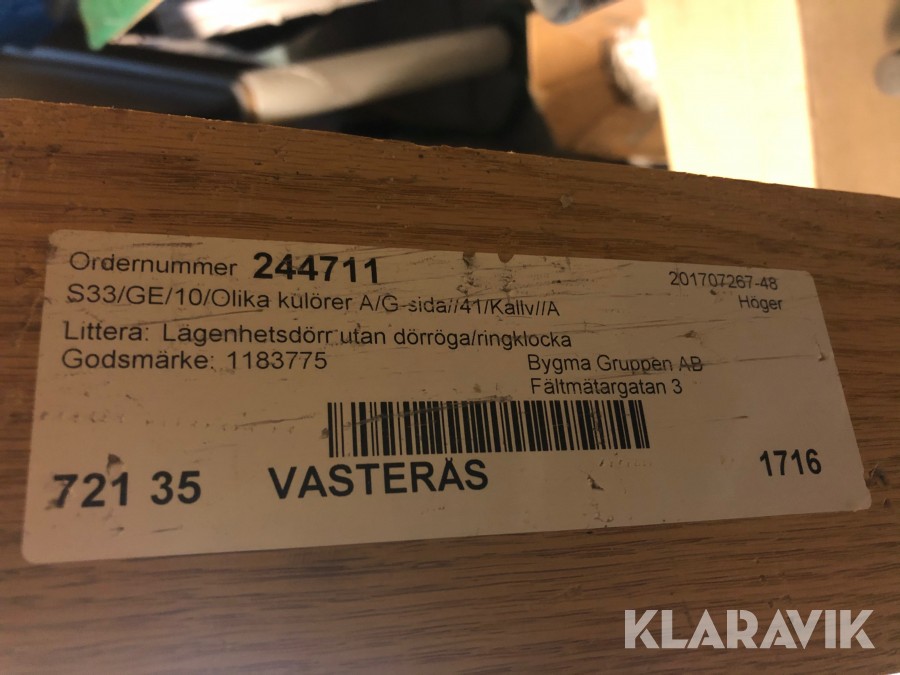 Ordernummer 244711
201707267-48
S33/GE/10/Olika kulörer A/G-sida//41/Kallv//A
Höger
Littera: Lägenhetsdörr utan dörröga/ringklocka
Godsmärke: 1183775
Bygma Gruppen AB
Fältmätargatan 3
721 35 VASTERÅS 1716
KLARAVIK